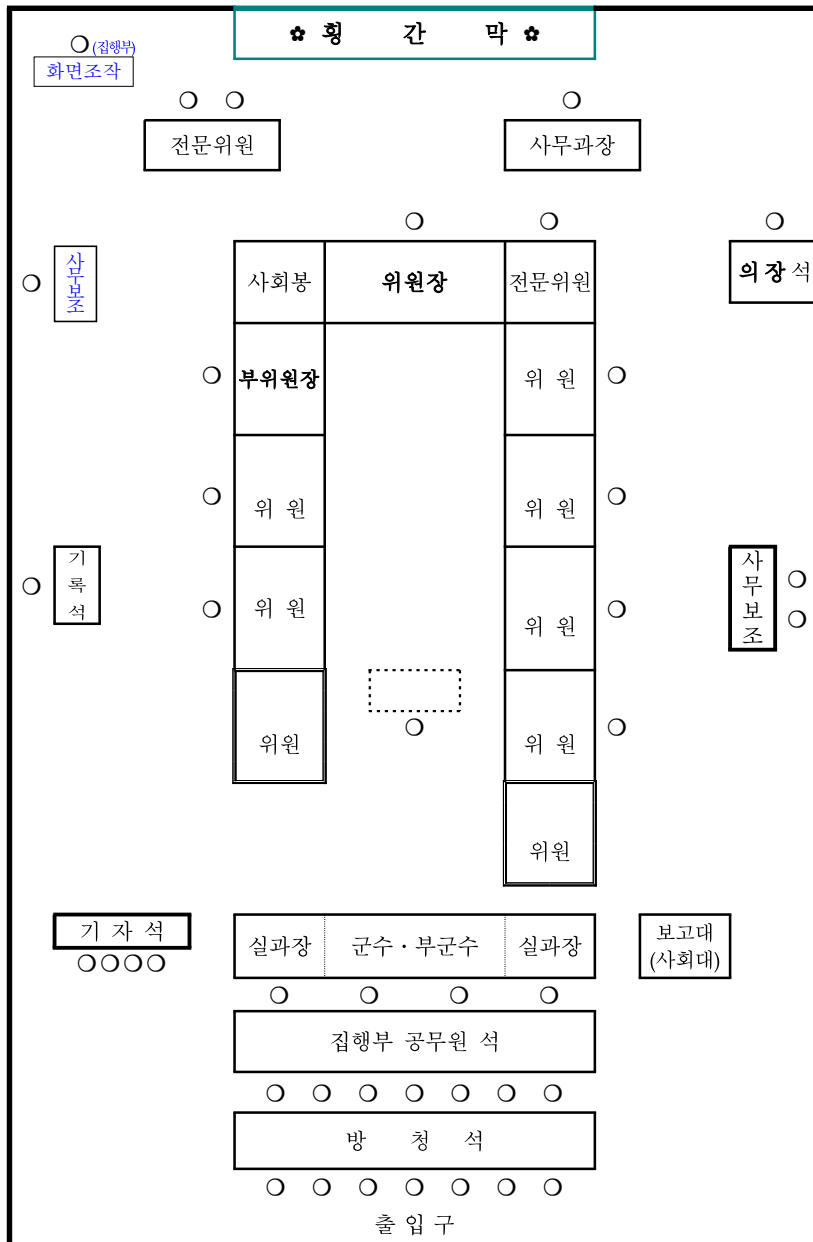 ✿ 횡 간 막 ✿
(집행부)
화면조작
전문위원
사무과장
사무보조
사회봉
위원장
전문위원
의장석
부위원장
위 원
위 원
위 원
기록석
위 원
위 원
사무보조
위원
위 원
위원
기 자 석
실과장
군수 · 부군수
실과장
보고대
(사회대)
집행부 공무원 석
방 청 석
출 입 구